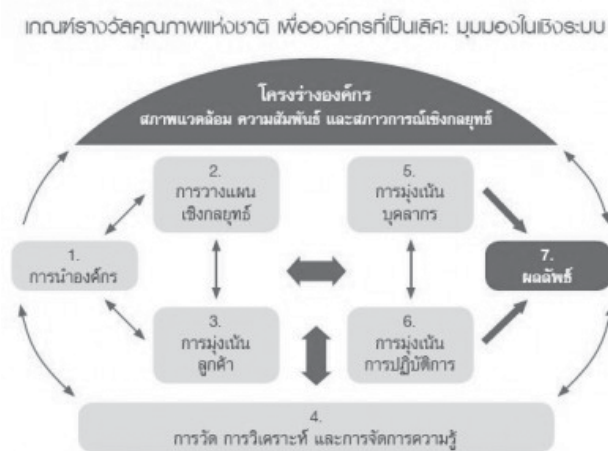 เกณฑ์รางวัลคุณภาพแห่งชาติ เพื่อองค์กรที่เป็นเลิศ: มุมมองในเชิงระบบ
โครงร่างองค์กร
สภาพแวดล้อม ความสัมพันธ์ และสภาวการณ์เชิงกลยุทธ์
2.
การวางแผน
เชิงกลยุทธ์
5.
การมุ่งเน้น
บุคลากร
1.
การนำองค์กร
7.
ผลลัพธ์
3.
การมุ่งเน้น
ลูกค้า
6.
การมุ่งเน้น
การปฏิบัติการ
4.
การวัด การวิเคราะห์ และการจัดการความรู้